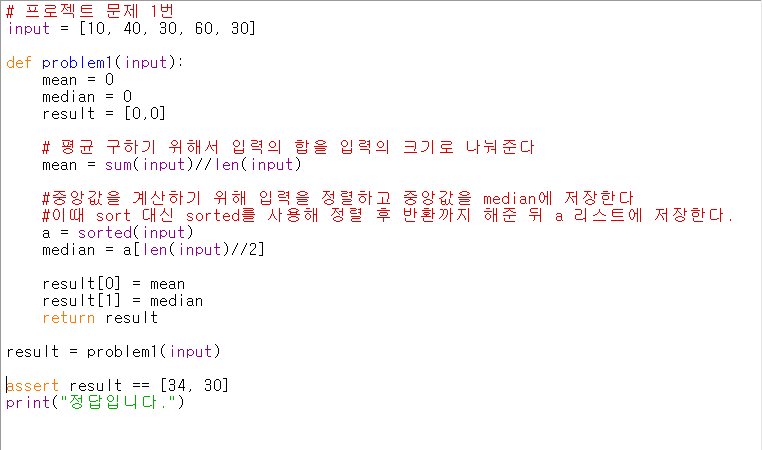 # 프로젝트 문제 1번
input = [10, 40, 30, 60, 30]
def problem1(input):
mean = 0
median = 0
result = [0,0]
# 평균 구하기 위해서 입력의 합을 입력의 크기로 나눠준다
mean = sum(input)//len(input)
#중앙값을 계산하기 위해 입력을 정렬하고 중앙값을 median에 저장한다
#이때 sort 대신 sorted를 사용해 정렬 후 반환까지 해준 뒤 a 리스트에 저장한다.
a = sorted(input)
median = a[len(input)//2]
result[0] = mean
result[1] = median
return result
result = problem1(input)
assert result == [34, 30]
print("정답입니다.")